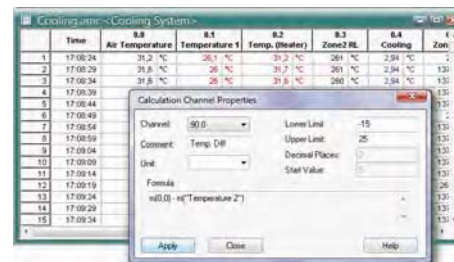 Cooling.amr <Cooling System>
Time
0.0
Air Temperature
0.1
Temperature 1
0.2
Temp. (Heater)
0.3
Zone2 RL
0.4
Cooling
Zon
1 17:08:24 31,2 °C 26,1 °C 31,2 °C 261 °C 2,94 °C
2 17:08:29 31,6 °C 26 °C 31,7 °C 261 °C 2,94 °C
3 17:08:34 31,6 °C 26 °C 31,7 °C 260 °C 2,94 °C
4 17:08:39
5 17:08:44
6 17:08:49
7 17:08:54
8 17:08:59
9 17:09:04
10 17:09:09
11 17:09:14
12 17:09:19
13 17:09:24
14 17:09:29
15 17:09:34
Calculation Channel Properties
Channel: 90.0
Lower Limit -15
Comment: Temp. Diff
Upper Limit: 25
Decimal Places:
Unit:
Start Value:
Formula
m(0.0) - m("Temperature 2")
Apply Close Help